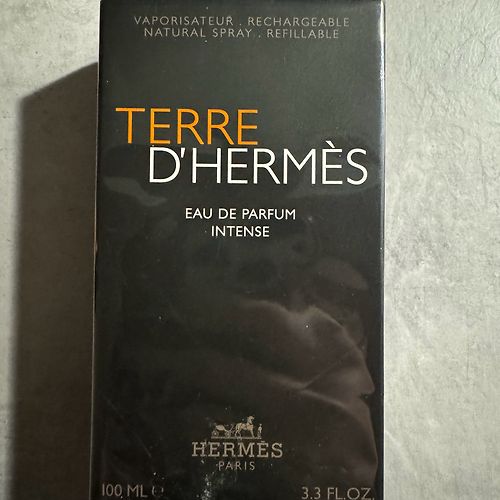 VAPORISATEUR . RECHARGEABLE
NATURAL SPRAY . REFILLABLE
TERRE
D'HERMÈS
EAU DE PARFUM
INTENSE
HERMÈS
PARIS
100 ML ℮ 3.3 FL.OZ.